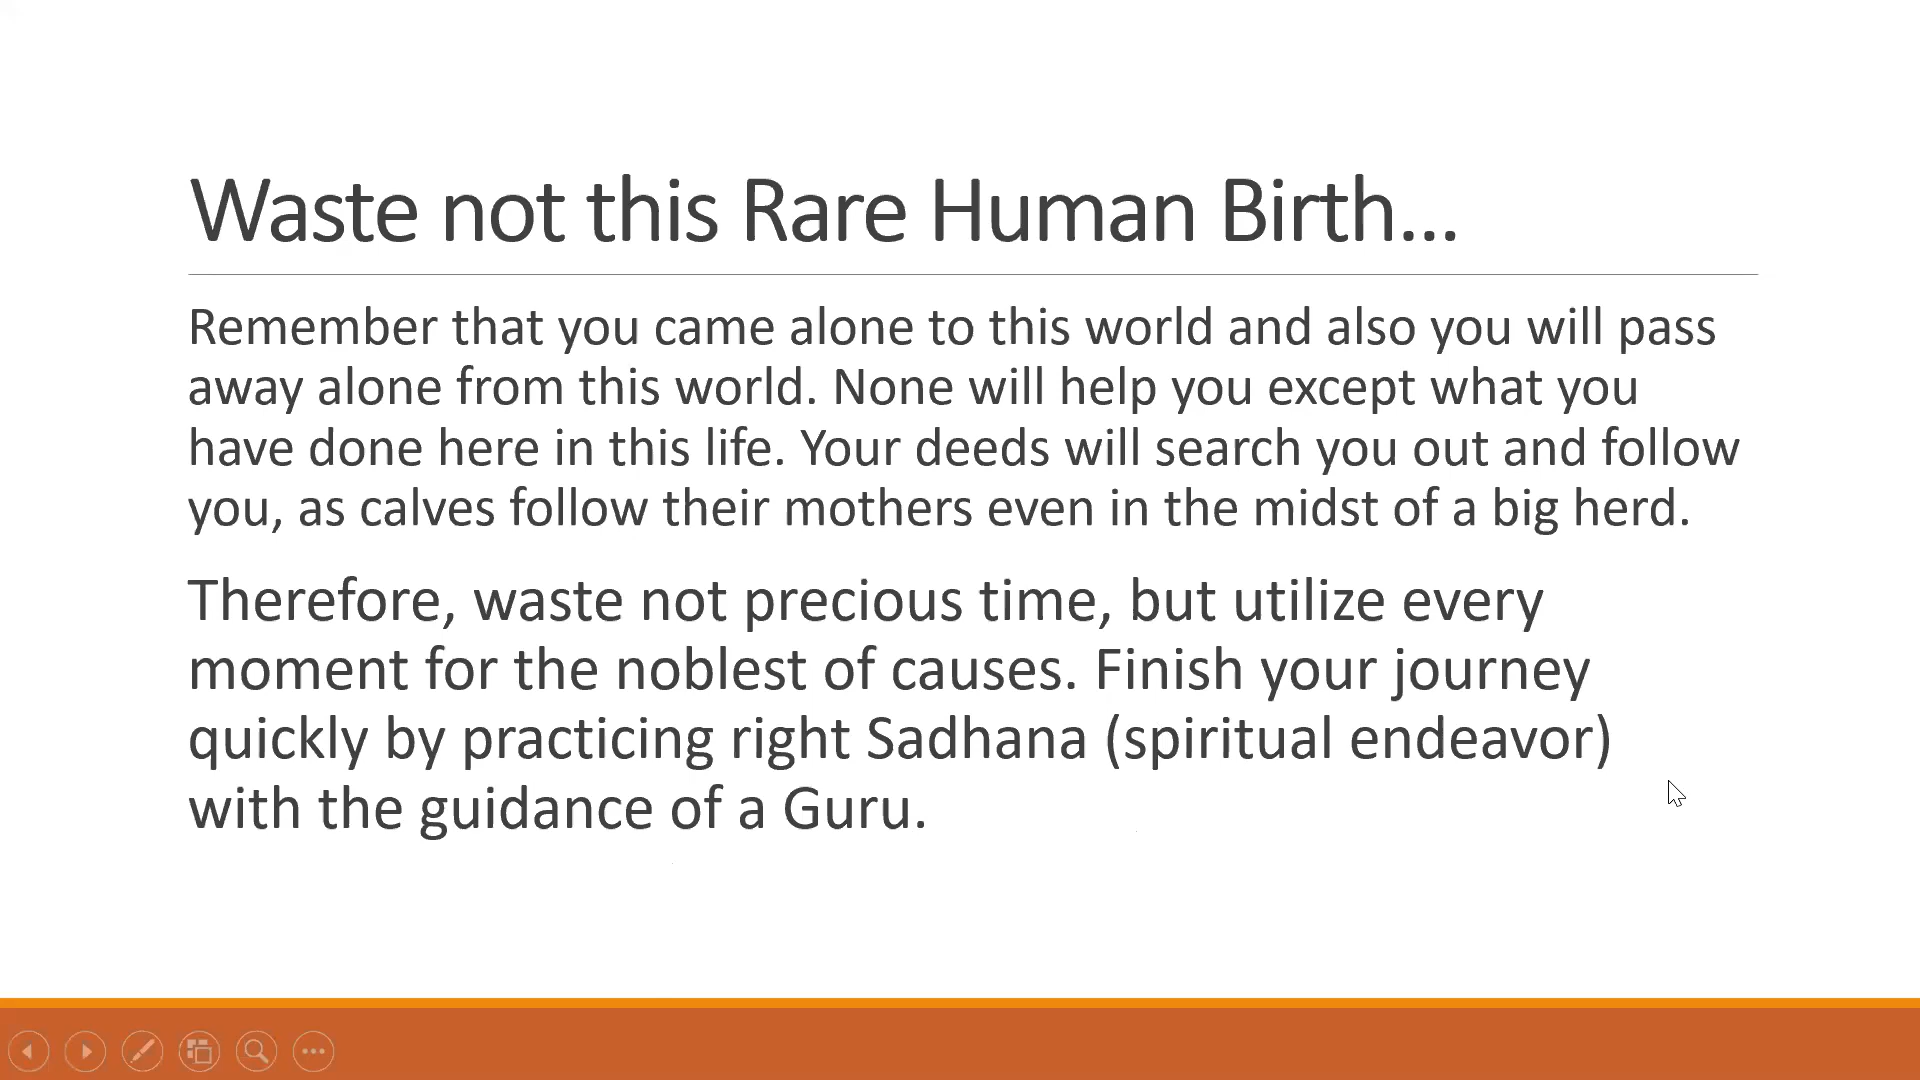 Waste not this Rare Human Birth...
Remember that you came alone to this world and also you will pass
away alone from this world. None will help you except what you
have done here in this life. Your deeds will search you out and follow
you, as calves follow their mothers even in the midst of a big herd.
Therefore, waste not precious time, but utilize every
moment for the noblest of causes. Finish your journey
quickly by practicing right Sadhana (spiritual endeavor)
with the guidance of a Guru.